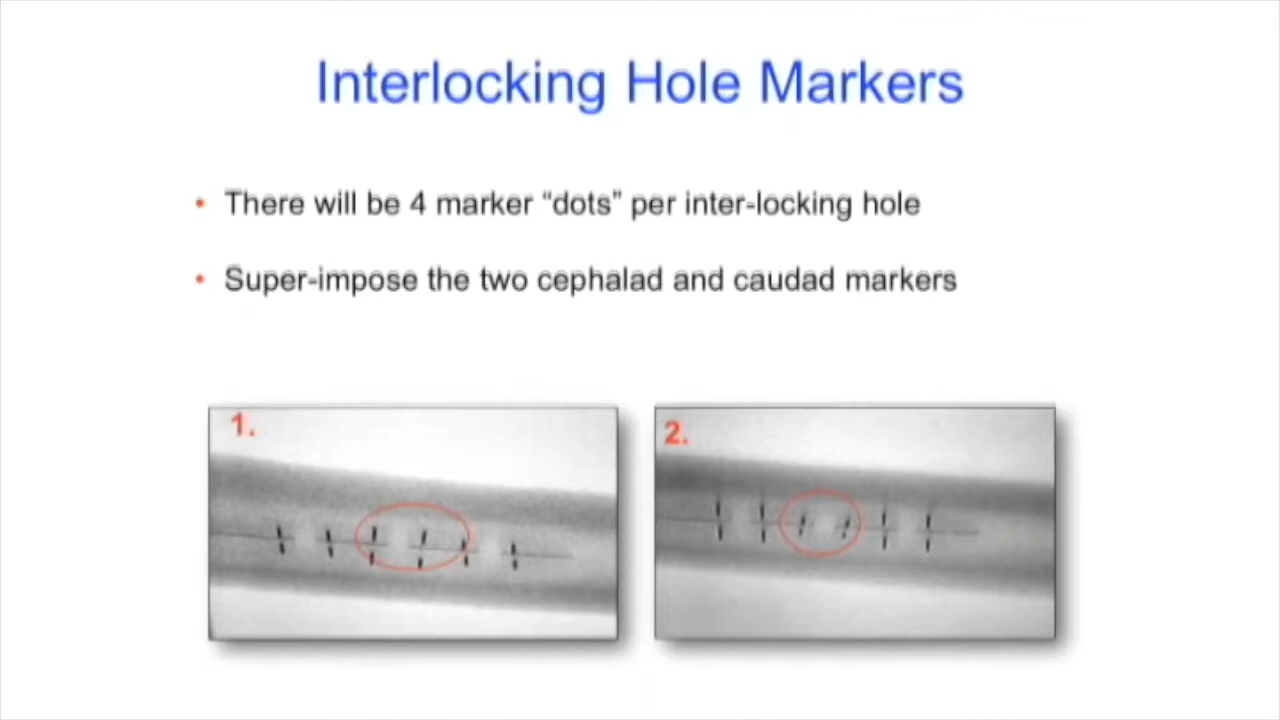 Interlocking Hole Markers
• There will be 4 marker “dots” per inter-locking hole
• Super-impose the two cephalad and caudad markers
1.
2.